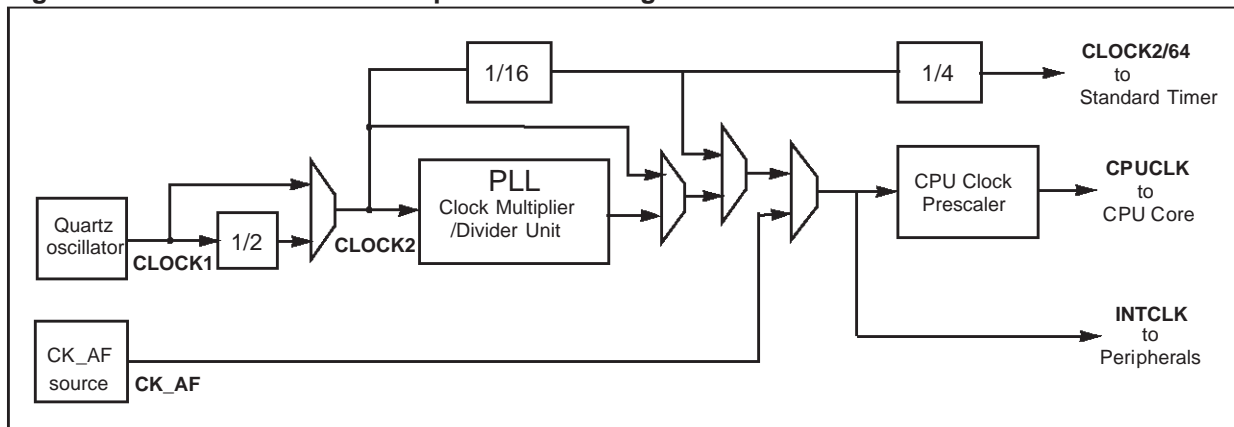 1/16
1/4
CLOCK2/64
to
Standard Timer
PLL
Clock Multiplier
/Divider Unit
CPU Clock
Prescaler
CPUCLK
to
CPU Core
Quartz
oscillator
CLOCK1
1/2
CLOCK2
INTCLK
to
Peripherals
CK_AF
source
CK_AF